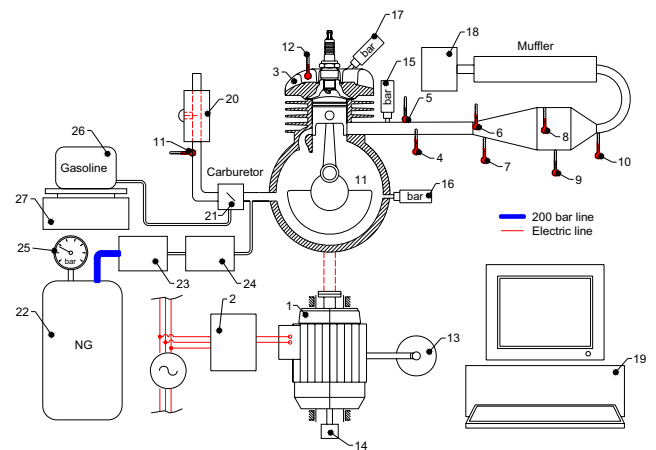 17
18
12
bar
15
Muffler
3
bar
5
20
6
8
26
11
4
7
10
Gasoline
Carburetor
9
11
16
bar
27
21
200 bar line
25
Electric line
bar
23
24
2
1
22
NG
13
19
14